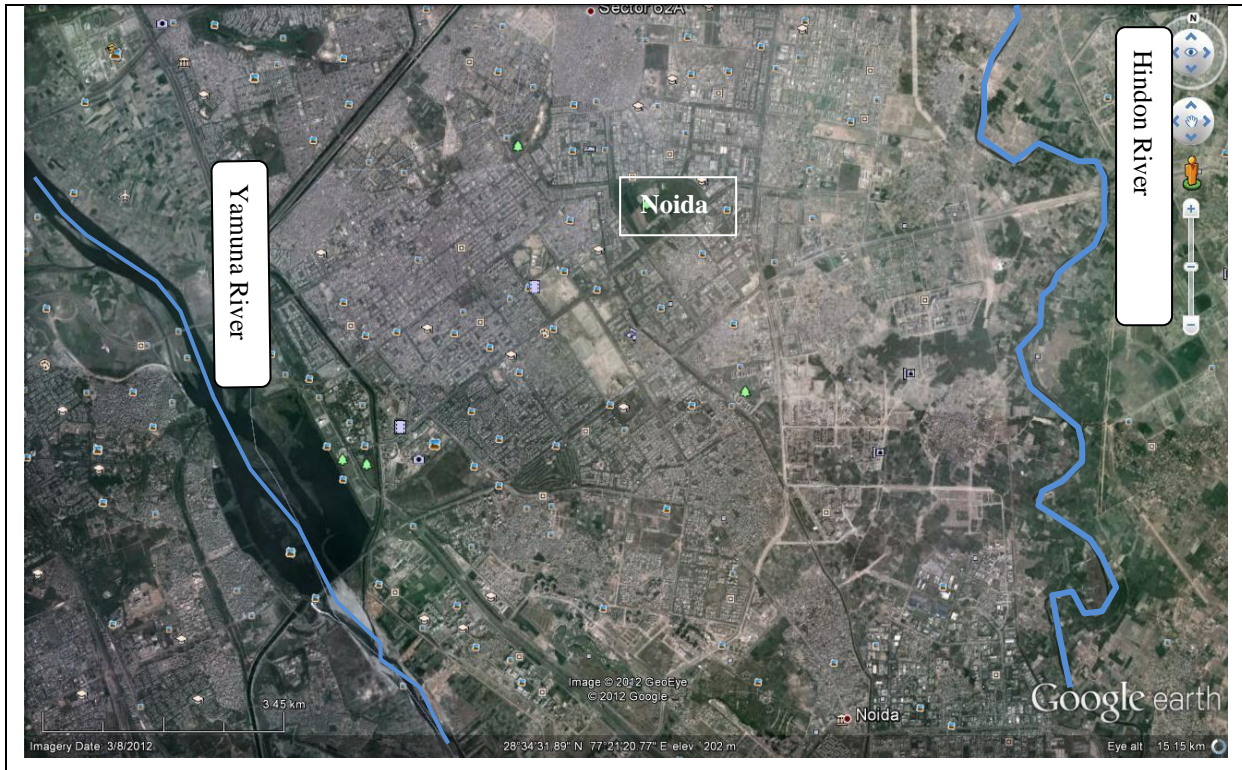 Sector 62A
N
Hindon River
Yamuna River
Noida
Image © 2012 GeoEye
© 2012 Google
3.45 km
Google earth
Noida
Imagery Date 3/8/2012
28°34'31.89" N 77°21'20.77" E elev 202 m
Eye alt 15.15 km